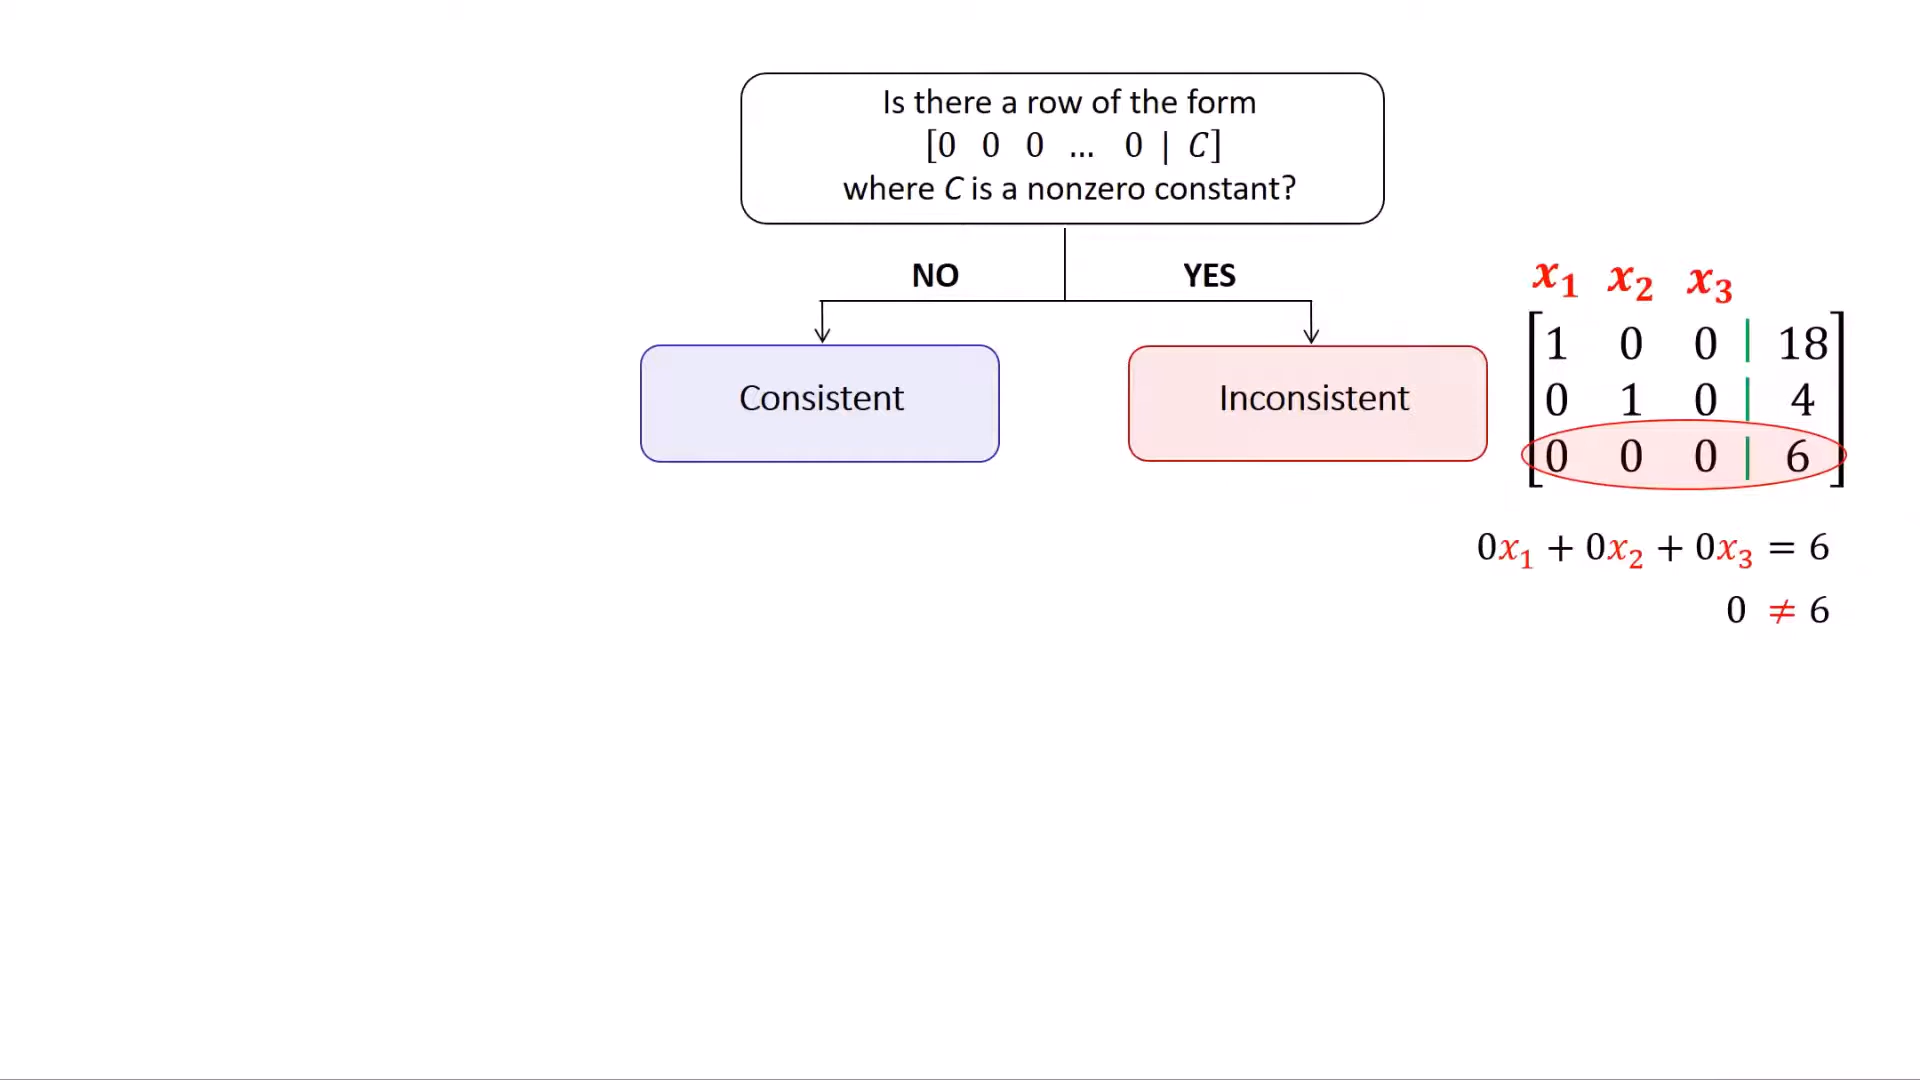 Is there a row of the form
[0 0 0 ... 0 | C]
where C is a nonzero constant?
NO
YES
Consistent
Inconsistent
x₁ x₂ x₃
1 0 0 | 18
0 1 0 | 4
0 0 0 | 6
0x₁ + 0x₂ + 0x₃ = 6
0 ≠ 6